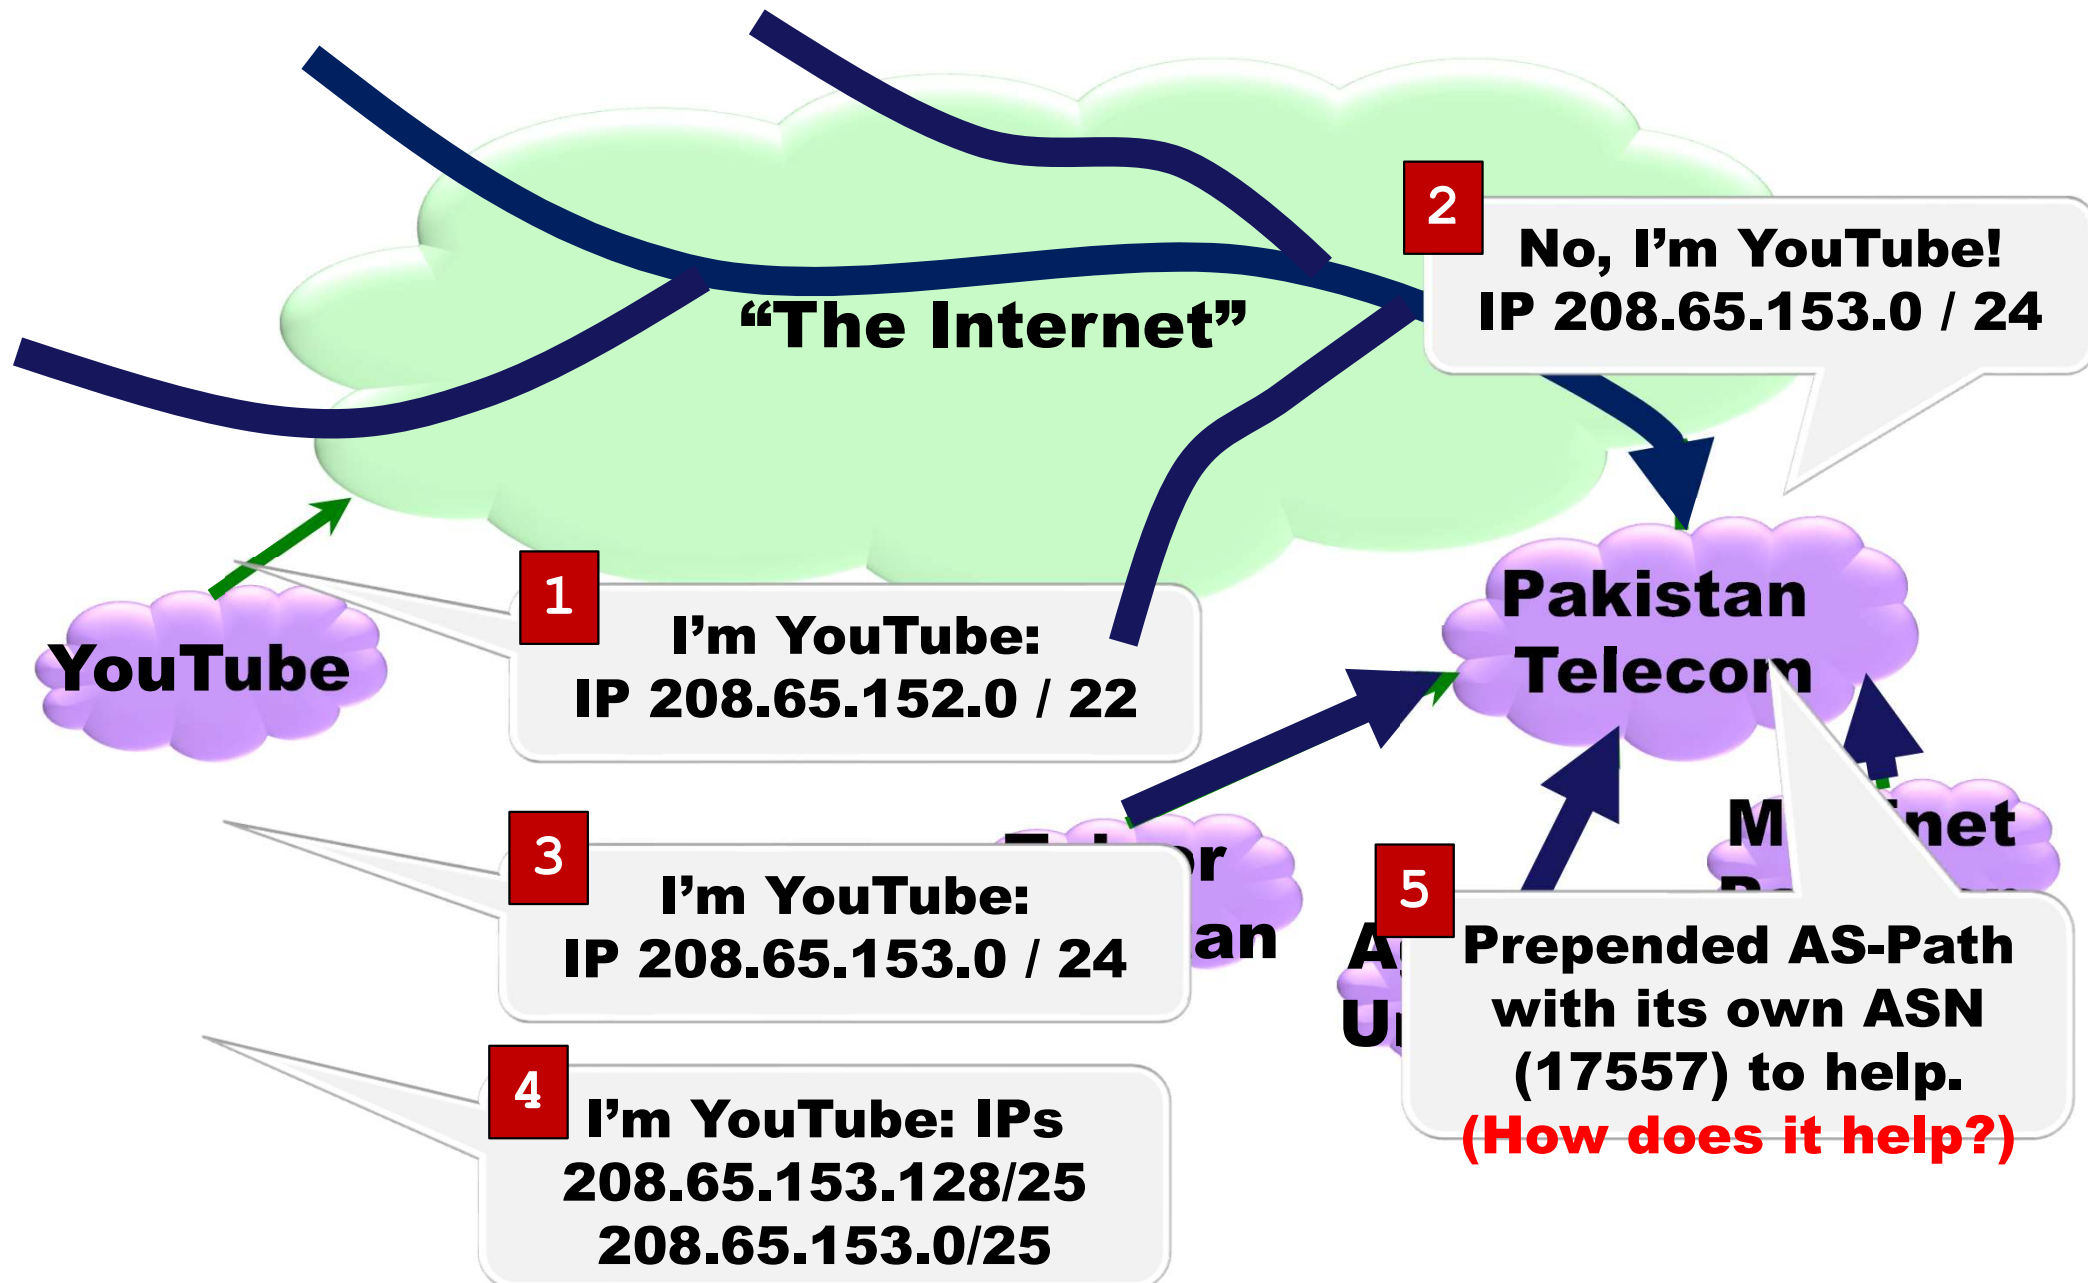 “The Internet”
2
No, I’m YouTube!
IP 208.65.153.0 / 24
YouTube
1
I’m YouTube:
IP 208.65.152.0 / 22
Pakistan
Telecom
3
I’m YouTube:
IP 208.65.153.0 / 24
4
I’m YouTube: IPs
208.65.153.128/25
208.65.153.0/25
5
Prepended AS-Path
with its own ASN
(17557) to help.
(How does it help?)